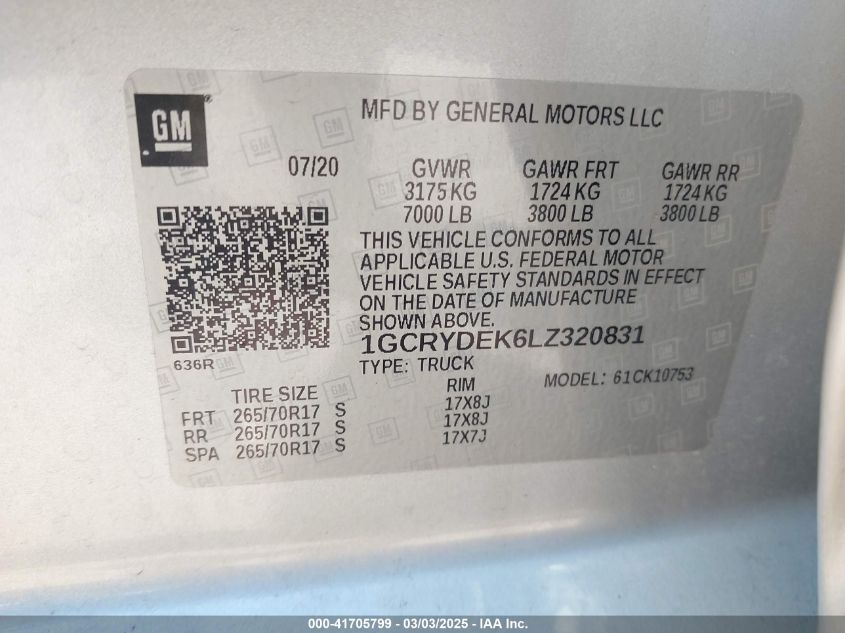 GM
MFD BY GENERAL MOTORS LLC
07/20 GVWR GAWR FRT GAWR RR
3175 KG 1724 KG 1724 KG
7000 LB 3800 LB 3800 LB
THIS VEHICLE CONFORMS TO ALL
APPLICABLE U.S. FEDERAL MOTOR
VEHICLE SAFETY STANDARDS IN EFFECT
ON THE DATE OF MANUFACTURE
SHOWN ABOVE.
1GCRYDEK6LZ320831
636R
TYPE: TRUCK MODEL: 61CK10753
TIRE SIZE RIM
FRT 265/70R17 S 17X8J
RR 265/70R17 S 17X8J
SPA 265/70R17 S 17X7J
000-41705799 - 03/03/2025 - IAA Inc.